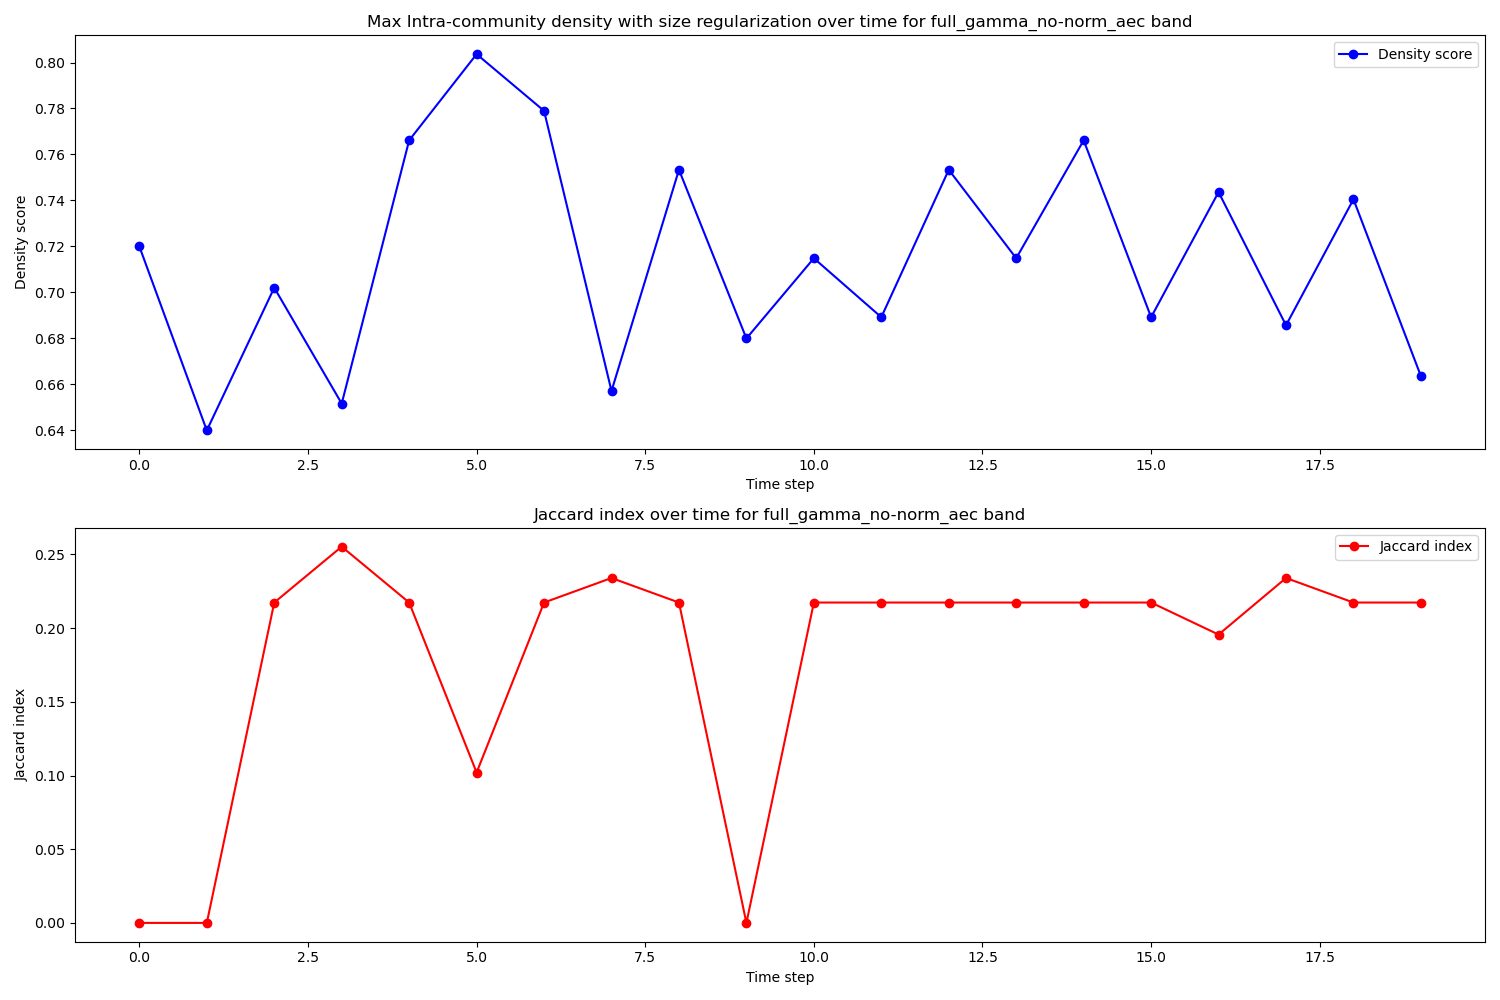 Max Intra-community density with size regularization over time for full_gamma_no-norm_aec band
Density score
0.80
0.78
0.76
0.74
0.72
0.70
0.68
0.66
0.64
Density score
0.0 2.5 5.0 7.5 10.0 12.5 15.0 17.5
Time step
Jaccard index over time for full_gamma_no-norm_aec band
Jaccard index
0.25
0.20
0.15
0.10
0.05
0.00
Jaccard index
0.0 2.5 5.0 7.5 10.0 12.5 15.0 17.5
Time step